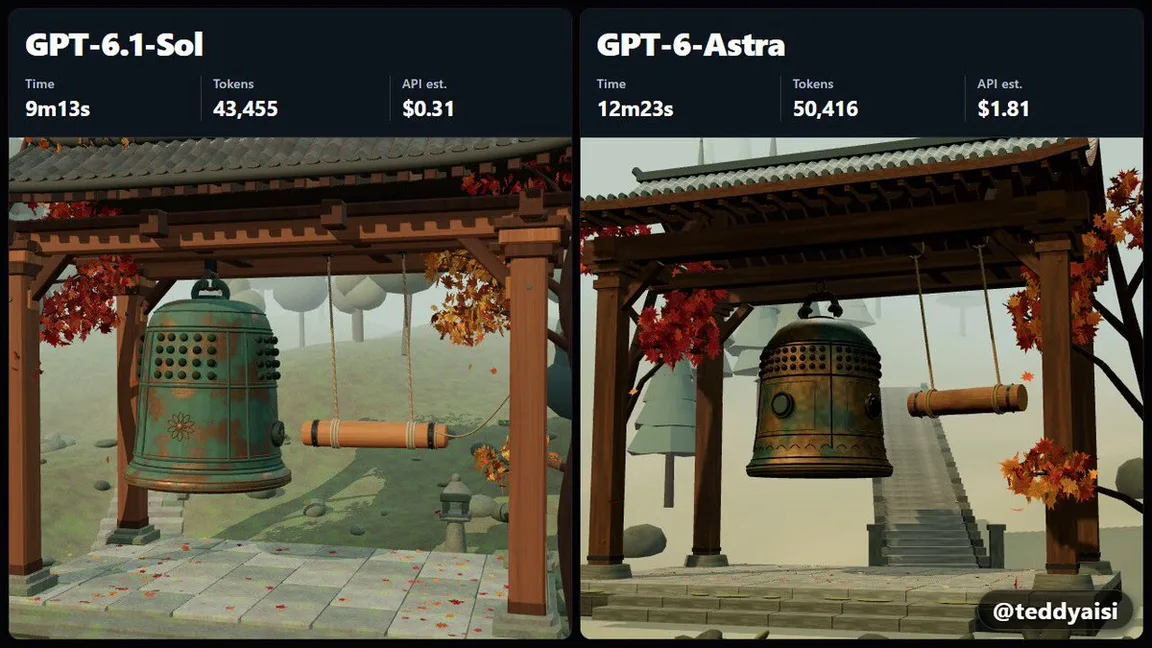 GPT-6.1-Sol
Time Tokens API est.
9m13s 43,455 $0.31
GPT-6-Astra
Time Tokens API est.
12m23s 50,416 $1.81
@teddyaisi